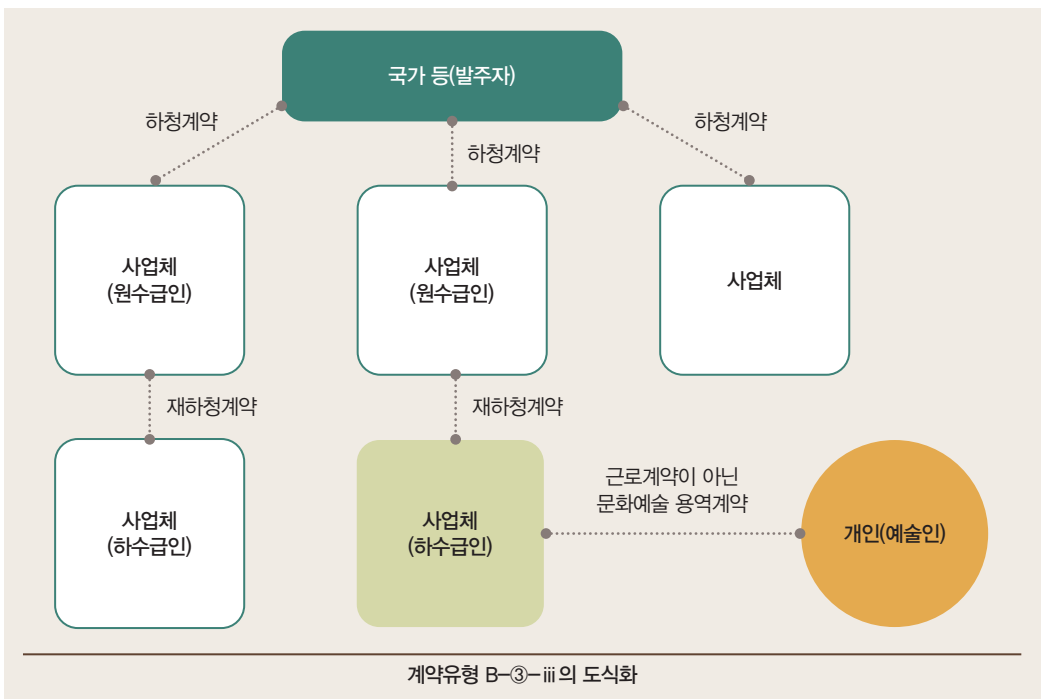 국가 등(발주자)
하청계약
하청계약
하청계약
사업체
(원수급인)
사업체
(원수급인)
사업체
재하청계약
재하청계약
사업체
(하수급인)
사업체
(하수급인)
근로계약이 아닌
문화예술 용역계약
개인(예술인)
계약유형 B-③-ⅲ의 도식화